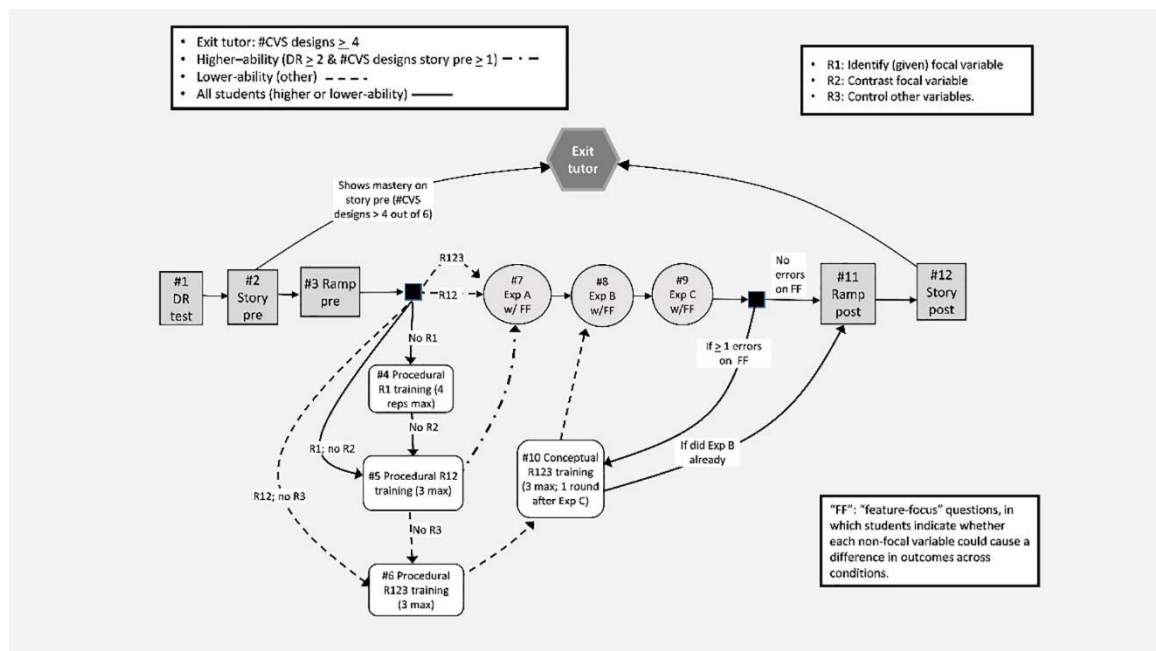 • Exit tutor: #CVS designs ≥ 4
• Higher–ability (DR ≥ 2 & #CVS designs story pre ≥ 1)
• Lower-ability (other)
• All students (higher or lower-ability)
• R1: Identify (given) focal variable
• R2: Contrast focal variable
• R3: Control other variables.
Exit
tutor
Shows mastery on
story pre (#CVS
designs > 4 out of 6)
#1
DR
test
#2
Story
pre
#3 Ramp
pre
R123
R12
#7
Exp A
w/ FF
#8
Exp B
w/FF
#9
Exp C
w/FF
No
errors
on FF
#11
Ramp
post
#12
Story
post
No R1
#4 Procedural
R1 training (4
reps max)
No R2
R1; no R2
#5 Procedural R12
training (3 max)
R12; no R3
No R3
#6 Procedural
R123 training
(3 max)
If ≥ 1 errors
on FF
#10 Conceptual
R123 training
(3 max; 1 round
after Exp C)
If did Exp B
already
"FF": "feature-focus" questions, in
which students indicate whether
each non-focal variable could cause a
difference in outcomes across
conditions.